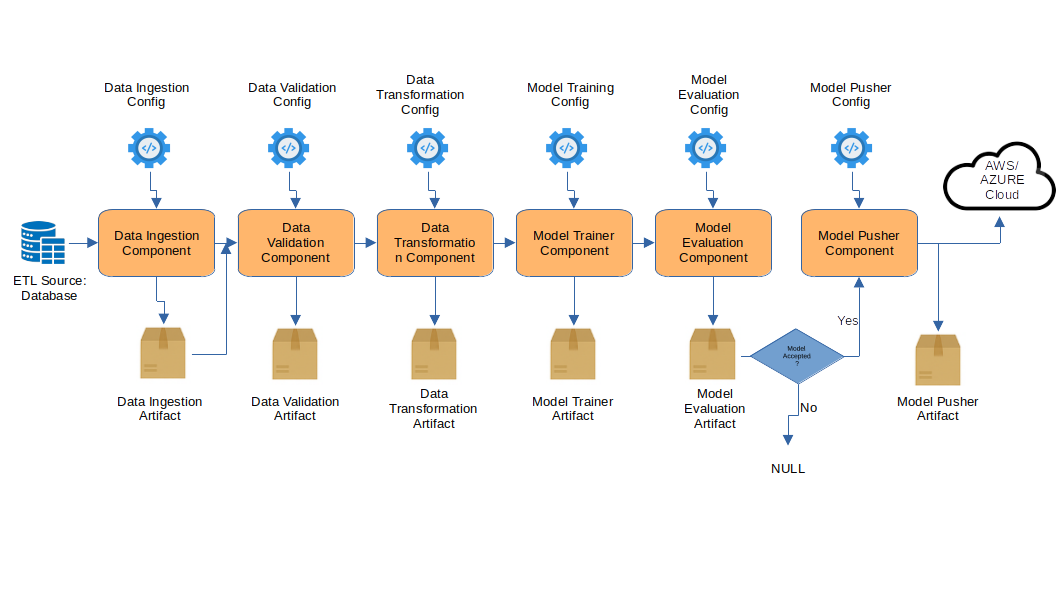 Data Ingestion
Config
Data Validation
Config
Data
Transformation
Config
Model Training
Config
Model
Evaluation
Config
Model Pusher
Config
AWS/
AZURE
Cloud
ETL Source:
Database
Data Ingestion
Component
Data
Validation
Component
Data
Transformatio
n Component
Model Trainer
Component
Model
Evaluation
Component
Model Pusher
Component
Data Ingestion
Artifact
Data Validation
Artifact
Data
Transformation
Artifact
Model Trainer
Artifact
Model
Evaluation
Artifact
Model
Accepted
?
Yes
No
NULL
Model Pusher
Artifact